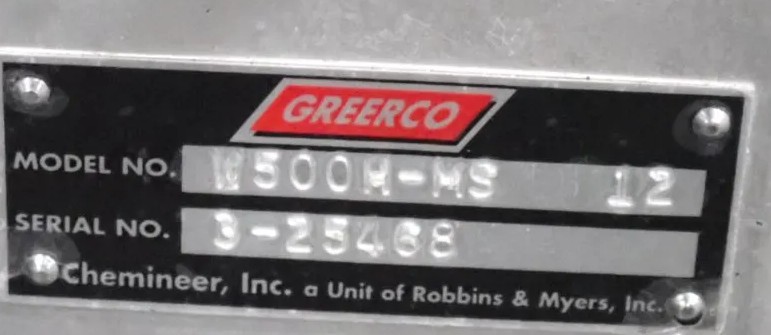 GREERCO
MODEL NO. W500H-MS 12
SERIAL NO. 3-25468
Chemineer, Inc. a Unit of Robbins & Myers, Inc.